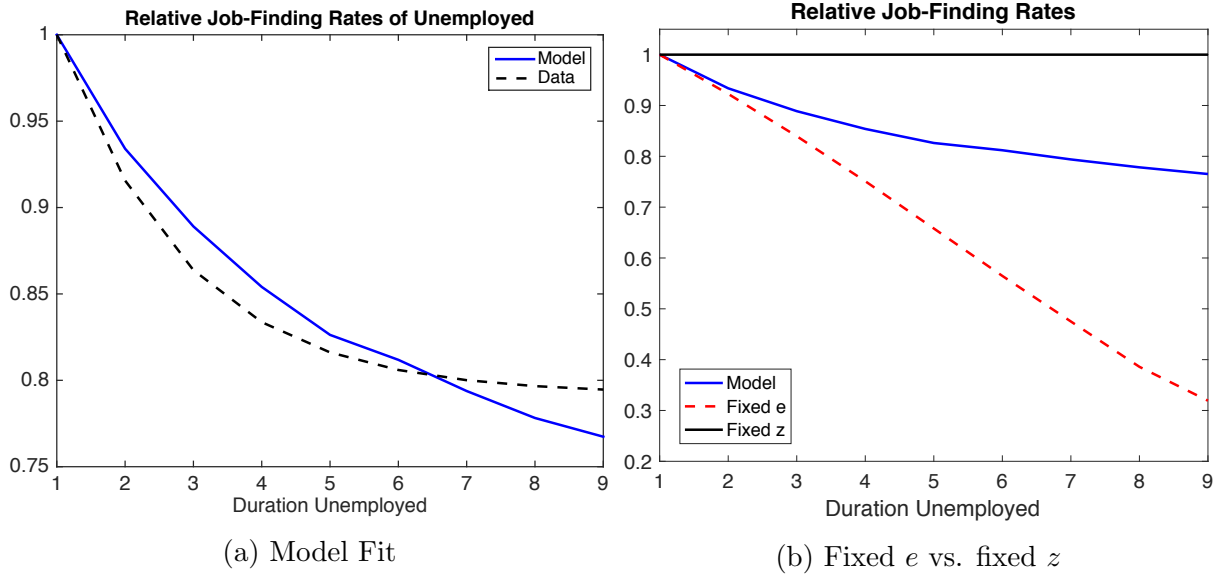 Relative Job-Finding Rates of Unemployed
1
0.95
0.9
0.85
0.8
0.75
Model
Data
1 2 3 4 5 6 7 8 9
Duration Unemployed
(a) Model Fit
Relative Job-Finding Rates
1
0.9
0.8
0.7
0.6
0.5
0.4
0.3
0.2
Model
Fixed e
Fixed z
1 2 3 4 5 6 7 8 9
Duration Unemployed
(b) Fixed e vs. fixed z